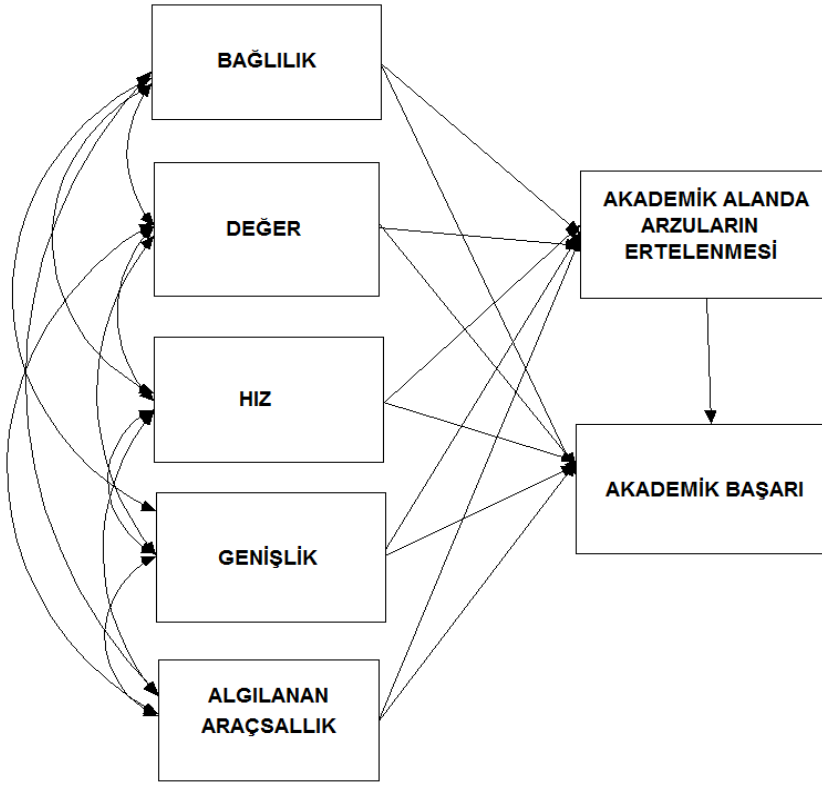 BAĞLILIK
DEĞER
HIZ
GENİŞLİK
ALGILANAN
ARAÇSALLIK
AKADEMİK ALANDA
ARZULARIN
ERTELENMESİ
AKADEMİK BAŞARI